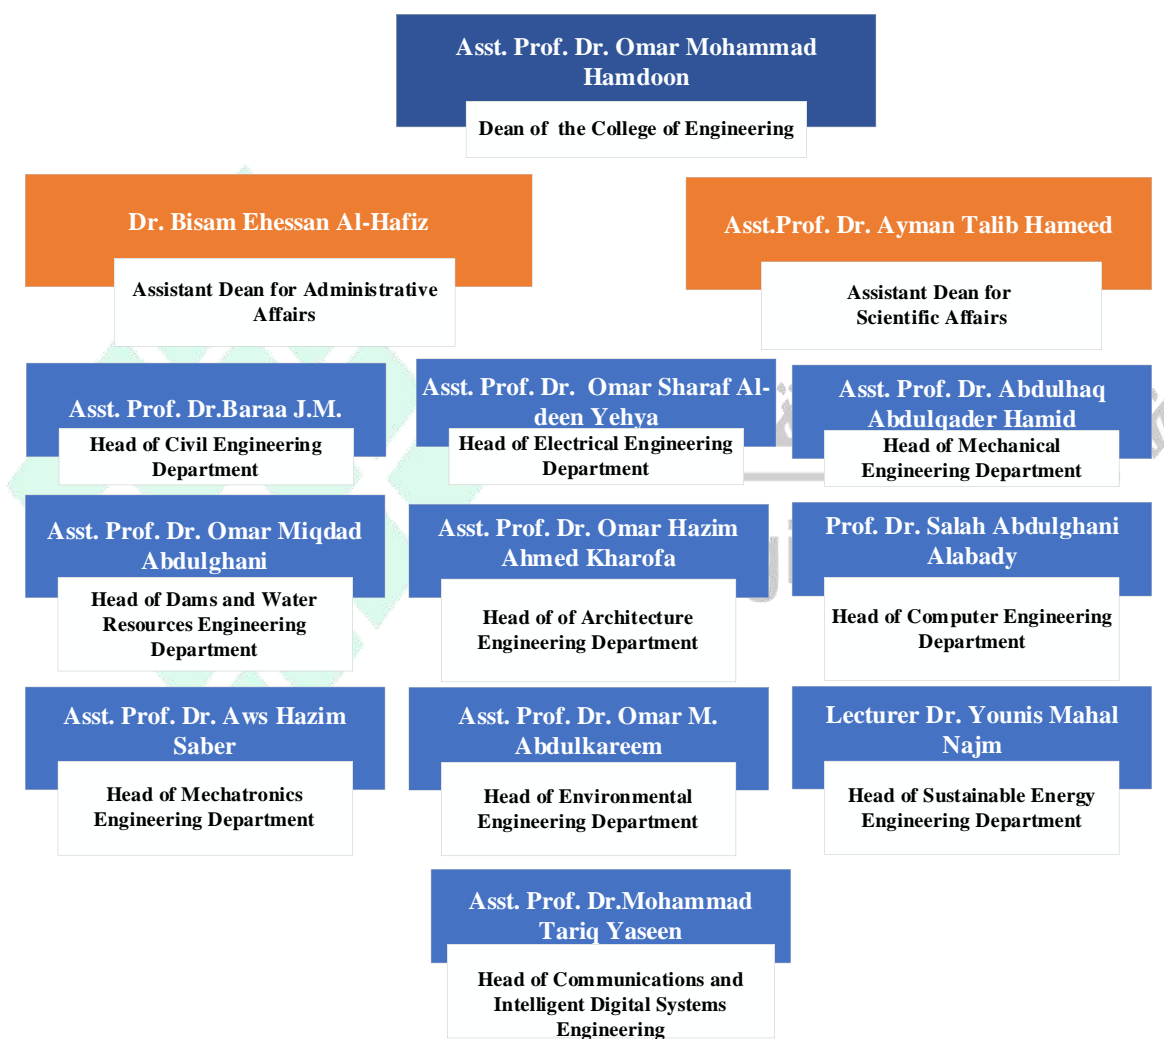 Asst. Prof. Dr. Omar Mohammad
Hamdoon
Dean of the College of Engineering
Dr. Bisam Ehessan Al-Hafiz
Assistant Dean for Administrative
Affairs
Asst.Prof. Dr. Ayman Talib Hameed
Assistant Dean for
Scientific Affairs
Asst. Prof. Dr.Baraa J.M.
Head of Civil Engineering
Department
Asst. Prof. Dr. Omar Sharaf Al-
deen Yehya
Head of Electrical Engineering
Department
Asst. Prof. Dr. Abdulhaq
Abdulqader Hamid
Head of Mechanical
Engineering Department
Asst. Prof. Dr. Omar Miqdad
Abdulghani
Head of Dams and Water
Resources Engineering
Department
Asst. Prof. Dr. Omar Hazim
Ahmed Kharofa
Head of of Architecture
Engineering Department
Prof. Dr. Salah Abdulghani
Alabady
Head of Computer Engineering
Department
Asst. Prof. Dr. Aws Hazim
Saber
Head of Mechatronics
Engineering Department
Asst. Prof. Dr. Omar M.
Abdulkareem
Head of Environmental
Engineering Department
Lecturer Dr. Younis Mahal
Najm
Head of Sustainable Energy
Engineering Department
Asst. Prof. Dr.Mohammad
Tariq Yaseen
Head of Communications and
Intelligent Digital Systems
Engineering